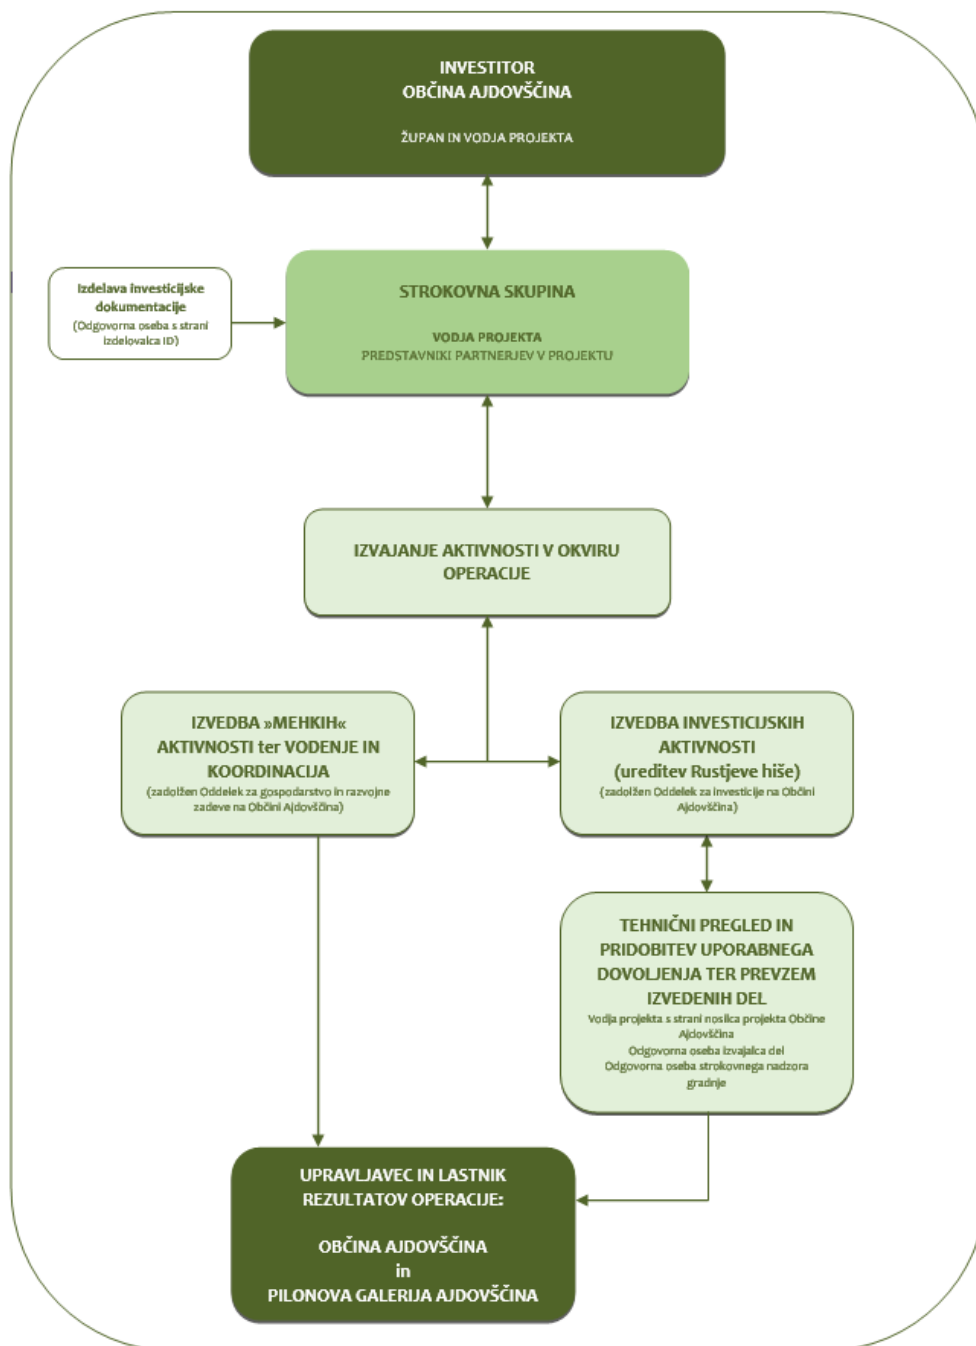 INVESTITOR
OBČINA AJDOVŠČINA
ŽUPAN IN VODJA PROJEKTA
Izdelava investicijske
dokumentacije
(Odgovorna oseba s strani
izdelovalca ID)
STROKOVNA SKUPINA
VODJA PROJEKTA
PREDSTAVNIKI PARTNERJEV V PROJEKTU
IZVAJANJE AKTIVNOSTI V OKVIRU
OPERACIJE
IZVEDBA »MEHKIH«
AKTIVNOSTI ter VODENJE IN
KOORDINACIJA
(zadolžen Oddelek za gospodarstvo in razvojne
zadeve na Občini Ajdovščina)
IZVEDBA INVESTICIJSKIH
AKTIVNOSTI
(ureditev Rustjeve hiše)
(zadolžen Oddelek za investicije na Občini
Ajdovščina)
TEHNIČNI PREGLED IN
PRIDOBITEV UPORABNEGA
DOVOLJENJA TER PREVZEM
IZVEDENIH DEL
Vodja projekta s strani nosilca projekta Občine
Ajdovščina
Odgovorna oseba izvajalca del
Odgovorna oseba strokovnega nadzora
gradnje
UPRAVLJAVEC IN LASTNIK
REZULTATOV OPERACIJE:
OBČINA AJDOVŠČINA
in
PILONOVA GALERIJA AJDOVŠČINA